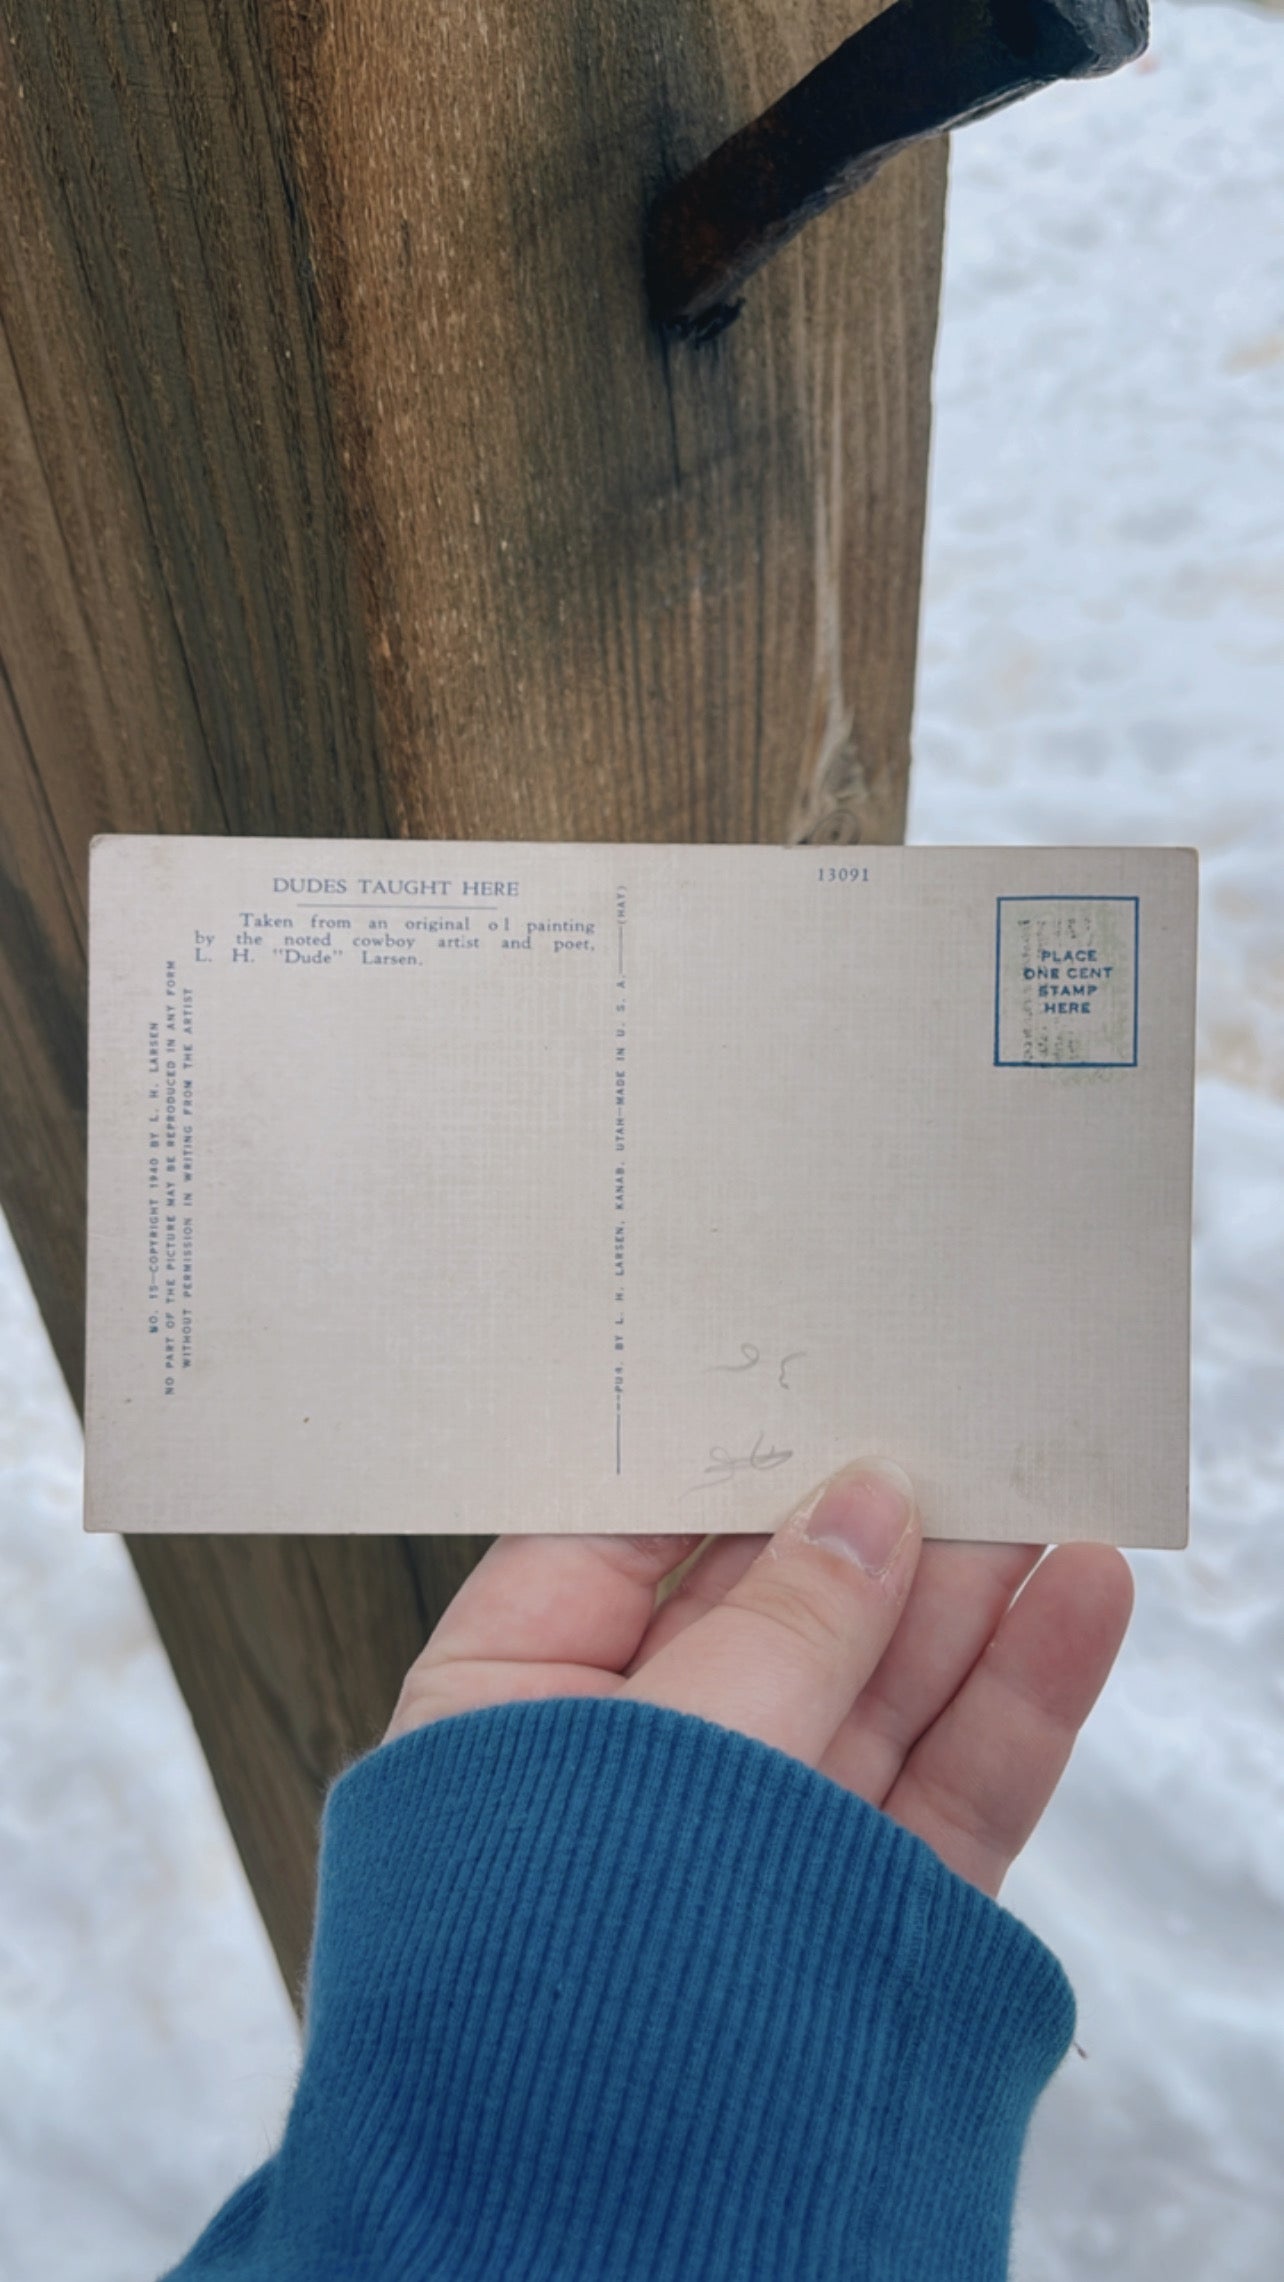 DUDES TAUGHT HERE
Taken from an original o l painting
by the noted cowboy artist and poet,
L. H. "Dude" Larsen.
NO. 15—COPYRIGHT 1940 BY L. H. LARSEN
NO PART OF THE PICTURE MAY BE REPRODUCED IN ANY FORM
WITHOUT PERMISSION IN WRITING FROM THE ARTIST
PUB. BY L. H. LARSEN, KANAB, UTAH—MADE IN U. S. A. (HAY)
13091
PLACE
ONE CENT
STAMP
HERE